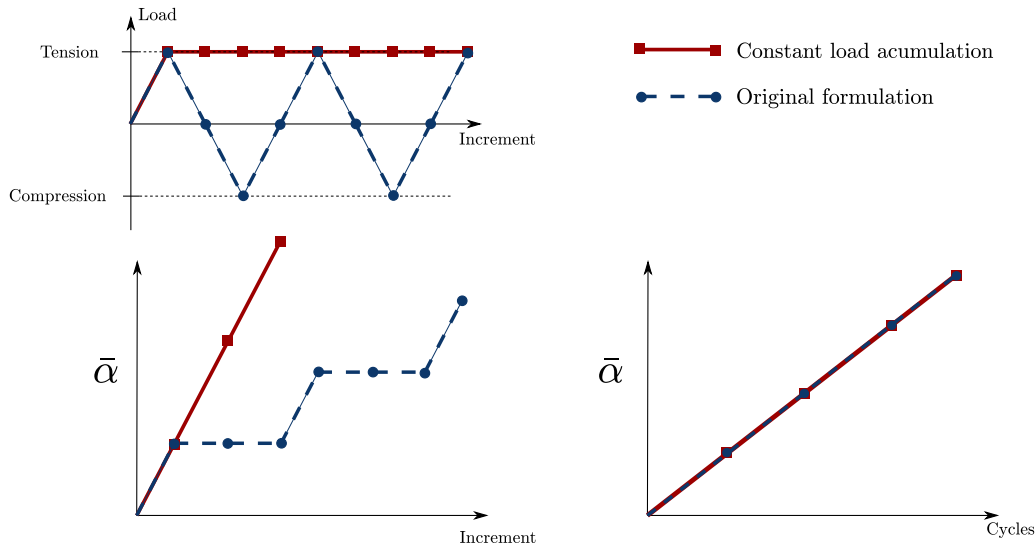 Load
Tension
Increment
Compression
Constant load acumulation
Original formulation
ᾱ
Increment
ᾱ
Cycles